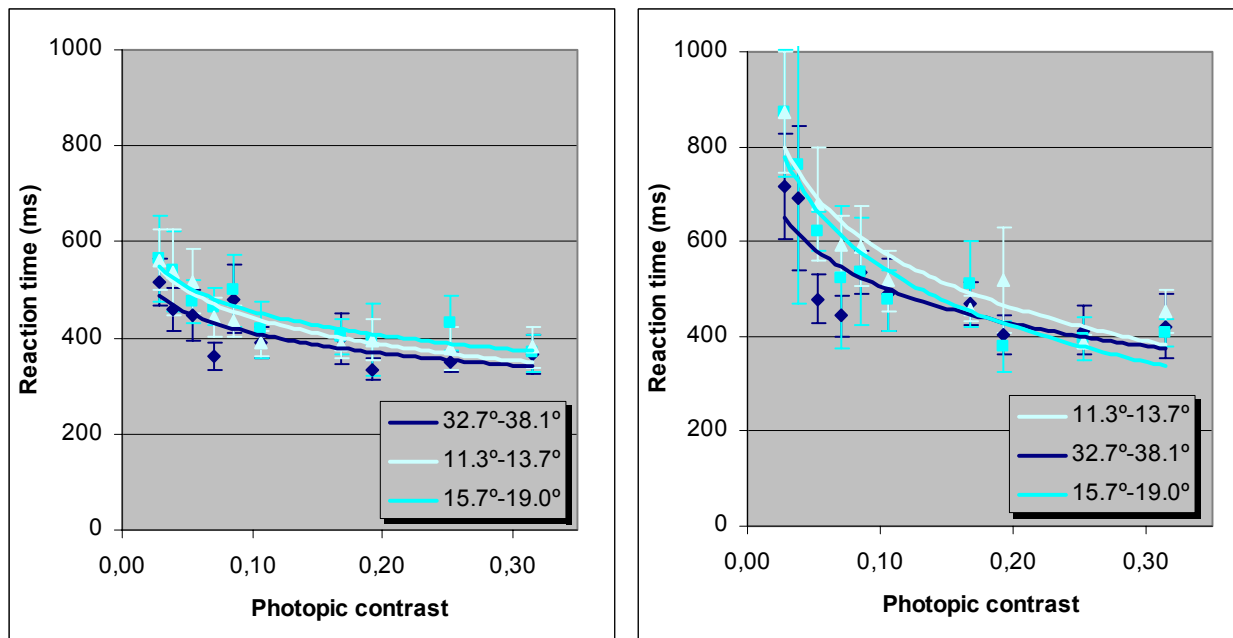 1000
800
600
400
200
0
Reaction time (ms)
0,00 0,10 0,20 0,30
Photopic contrast
32.7º-38.1º
11.3º-13.7º
15.7º-19.0º
1000
800
600
400
200
0
Reaction time (ms)
0,00 0,10 0,20 0,30
Photopic contrast
11.3º-13.7º
32.7º-38.1º
15.7º-19.0º